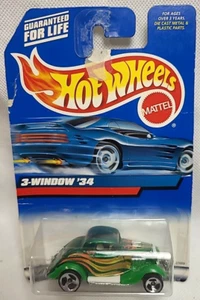 GUARANTEED
FOR LIFE
FOR AGES
OVER 3 YEARS.
DIE CAST METAL &
PLASTIC PARTS.
HOT WHEELS
MATTEL
3-WINDOW '34